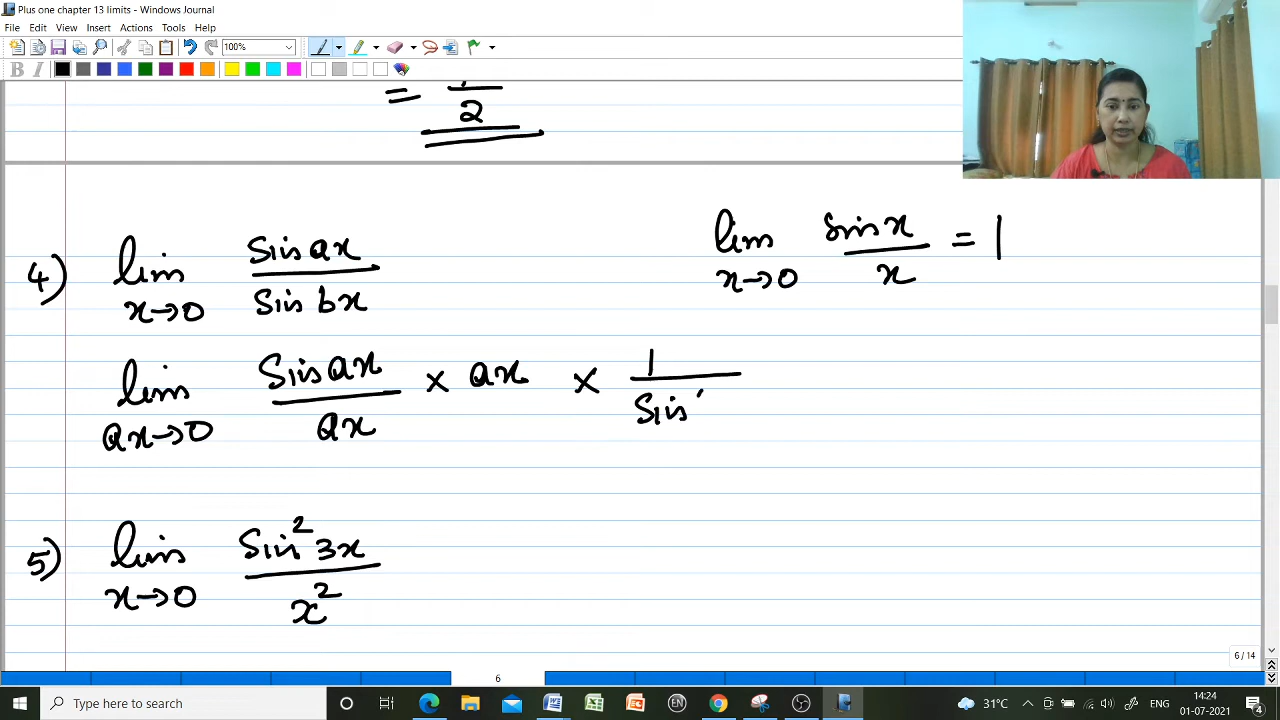 Plus one chapter 13 limits - Windows Journal
File Edit View Insert Actions Tools Help
100%
B I
= 1/2
4) lim x→0 Sin ax / Sin bx
lim x→0 Sin x / x = 1
lim ax→0 Sin ax / ax × ax × 1 / Sin
5) lim x→0 Sin² 3x / x²
6 / 14
6
Type here to search
EN
31°C
14:24
01-07-2021